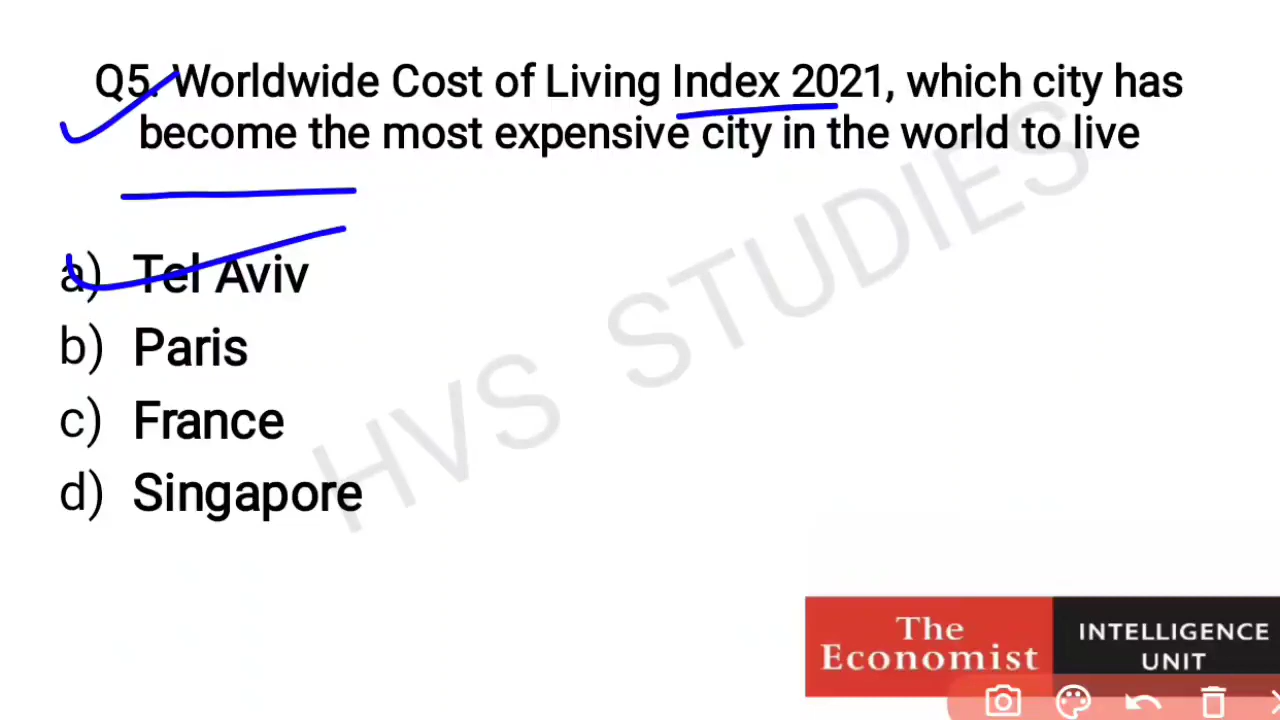 Q5. Worldwide Cost of Living Index 2021, which city has
become the most expensive city in the world to live
a) Tel Aviv
b) Paris
c) France
d) Singapore
HVS STUDIES
The
Economist
INTELLIGENCE
UNIT